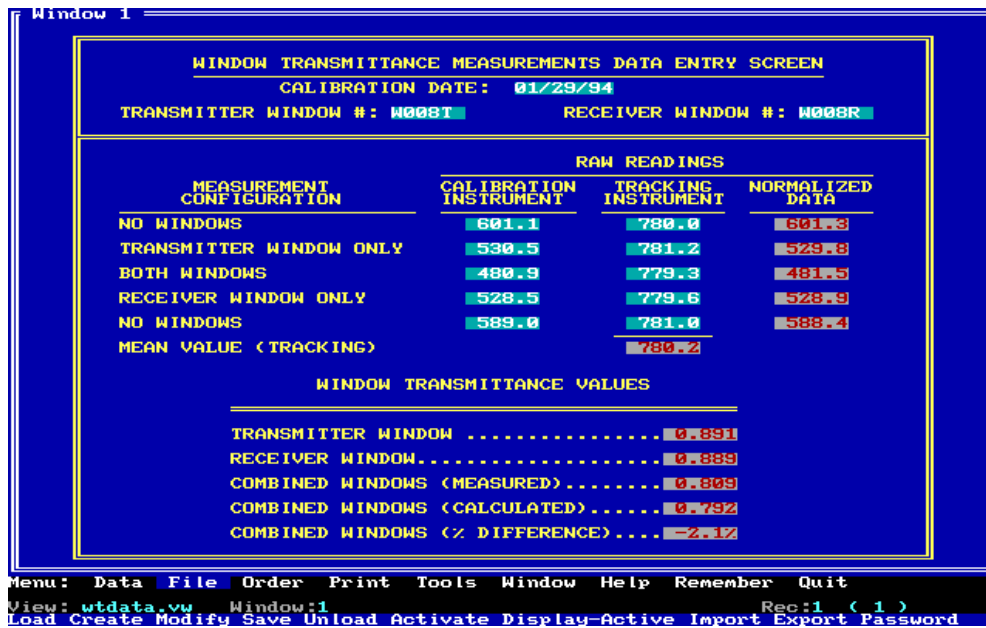 Window 1
WINDOW TRANSMITTANCE MEASUREMENTS DATA ENTRY SCREEN
CALIBRATION DATE: 01/29/94
TRANSMITTER WINDOW #: W008T RECEIVER WINDOW #: W008R
RAW READINGS
MEASUREMENT CONFIGURATION CALIBRATION INSTRUMENT TRACKING INSTRUMENT NORMALIZED DATA
NO WINDOWS 601.1 780.0 601.3
TRANSMITTER WINDOW ONLY 530.5 781.2 529.8
BOTH WINDOWS 480.9 779.3 481.5
RECEIVER WINDOW ONLY 528.5 779.6 528.9
NO WINDOWS 589.0 781.0 588.4
MEAN VALUE (TRACKING) 780.2
WINDOW TRANSMITTANCE VALUES
TRANSMITTER WINDOW ................ 0.891
RECEIVER WINDOW.................... 0.889
COMBINED WINDOWS (MEASURED)........ 0.809
COMBINED WINDOWS (CALCULATED)...... 0.792
COMBINED WINDOWS (% DIFFERENCE).... -2.1%
Menu: Data File Order Print Tools Window Help Remember Quit
View: wtdata.vw Window:1 Rec:1 ( 1 )
Load Create Modify Save Unload Activate Display-Active Import Export Password